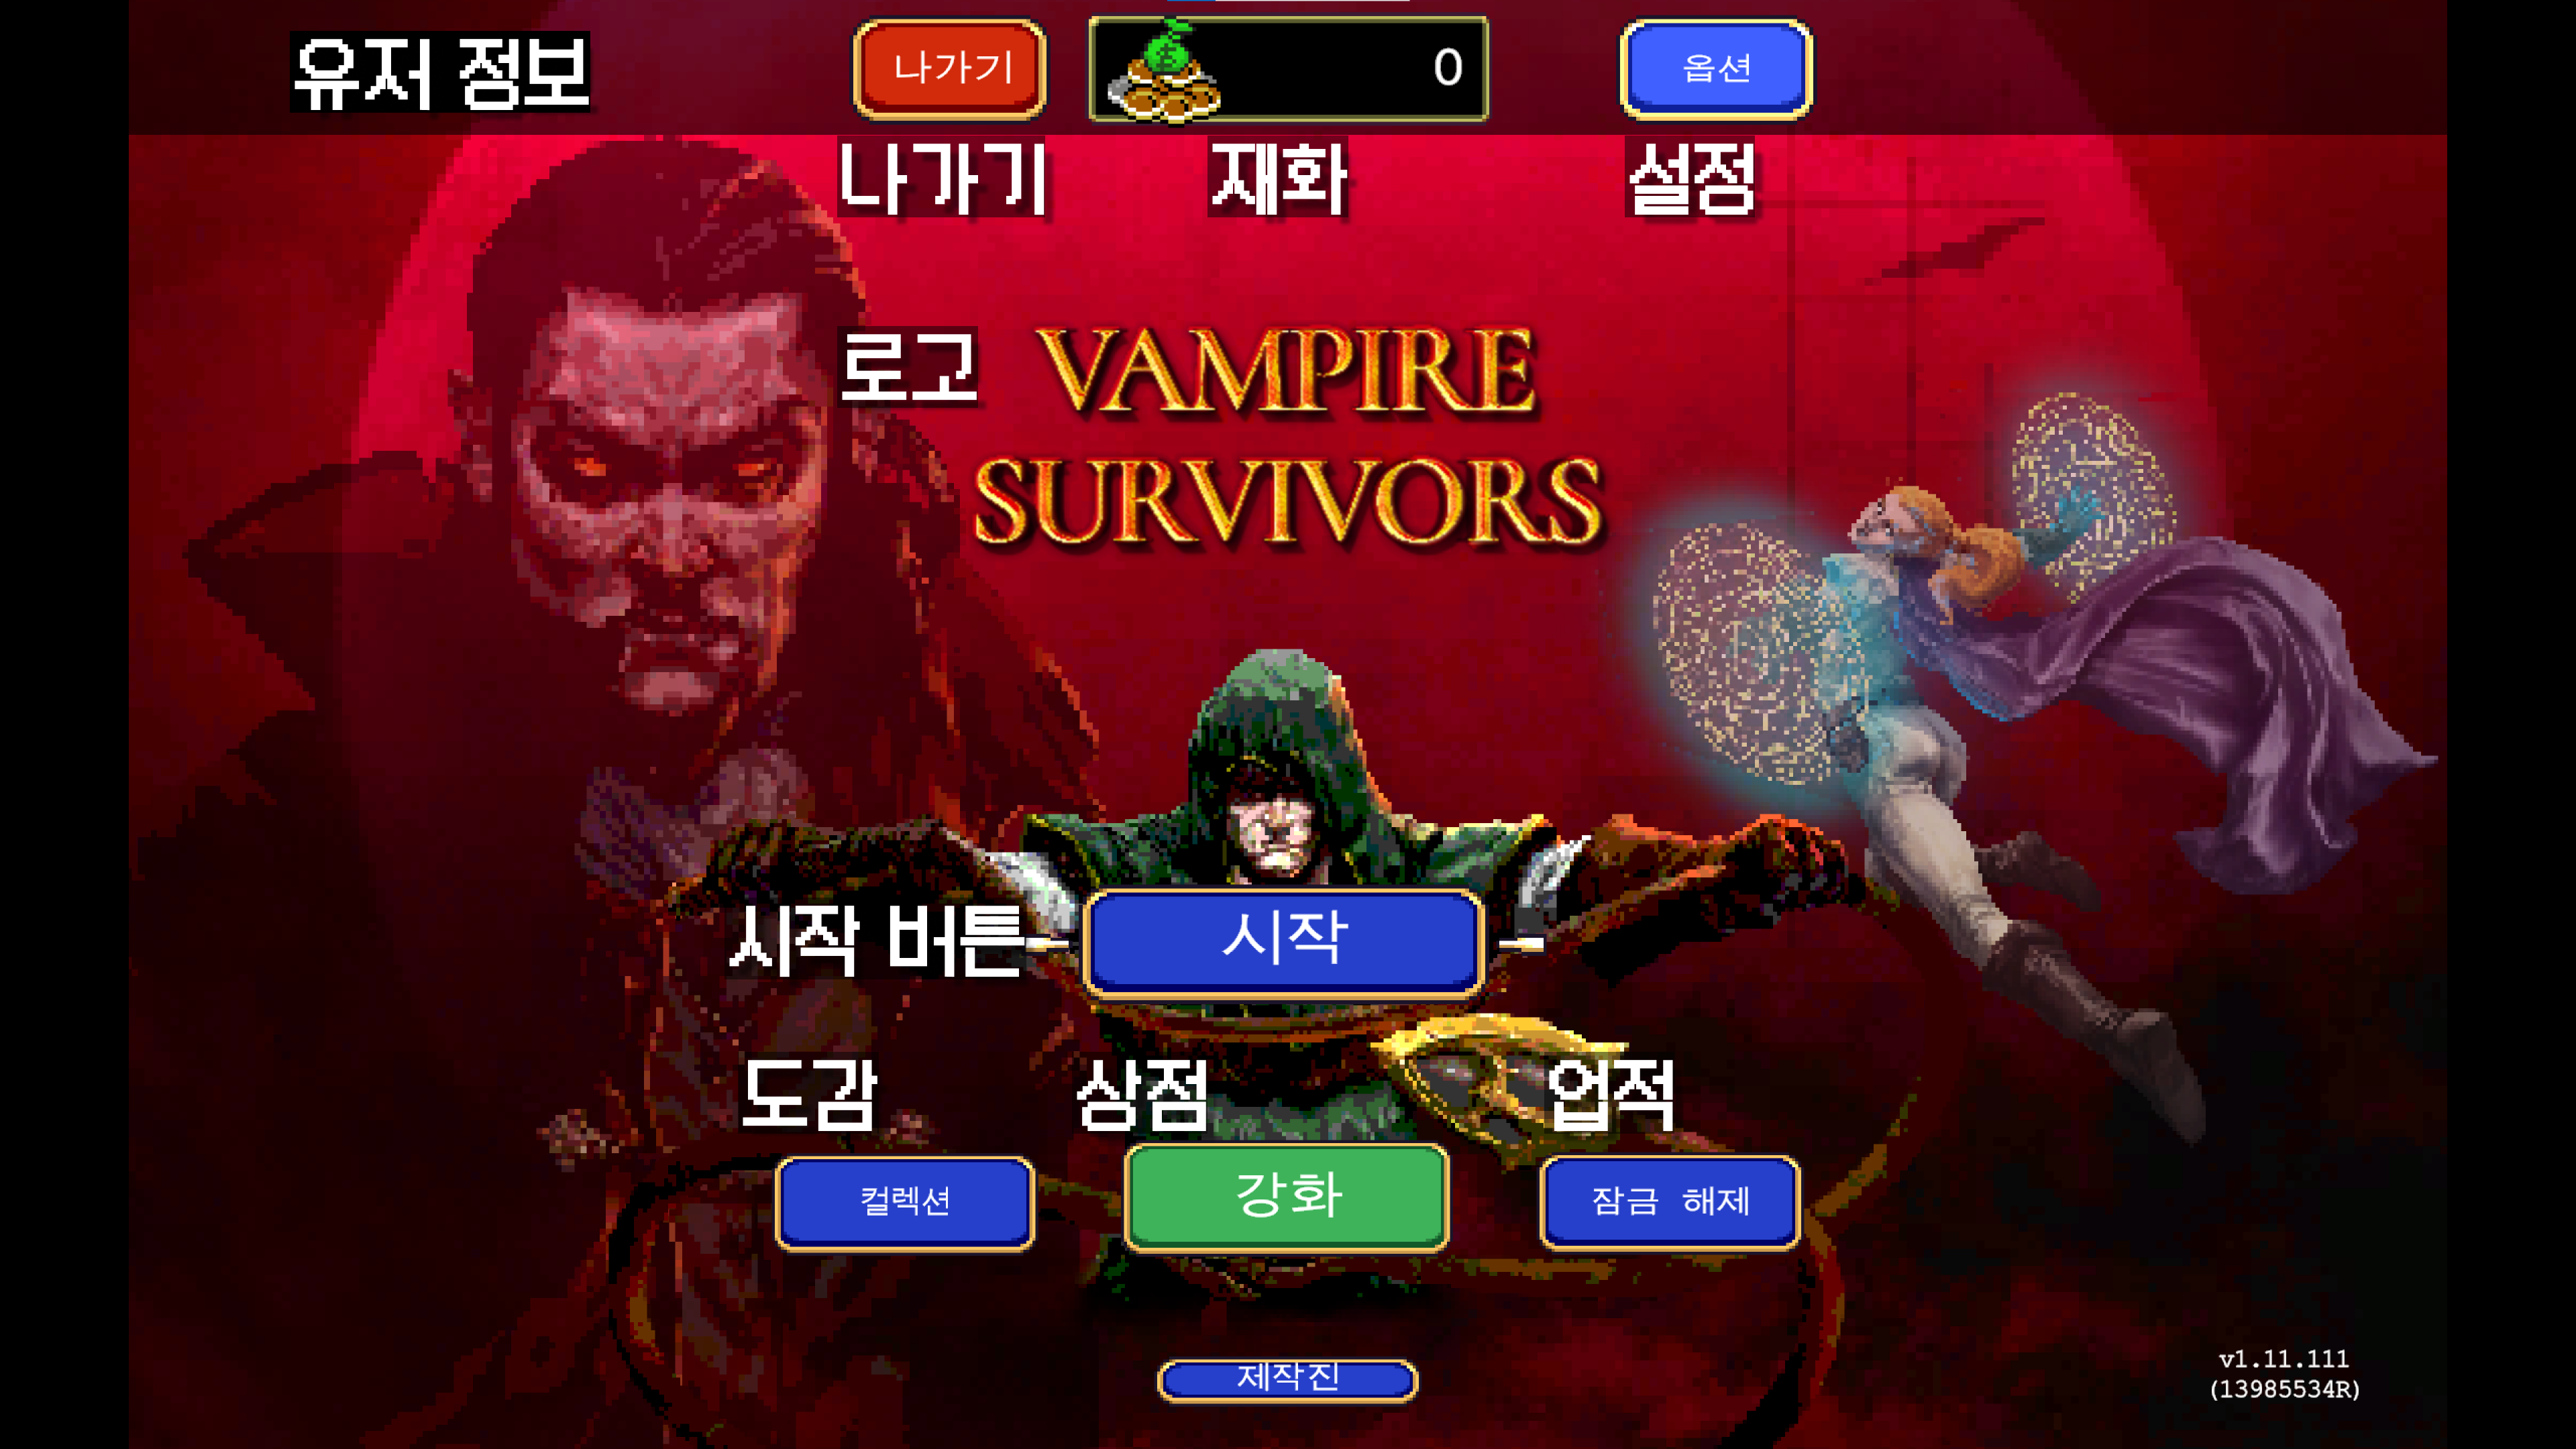 유저 정보
나가기
0
옵션
나가기
재화
설정
로고
VAMPIRE
SURVIVORS
시작 버튼
시작
도감
상점
업적
컬렉션
강화
잠금 해제
제작진
v1.11.111
(13985534R)